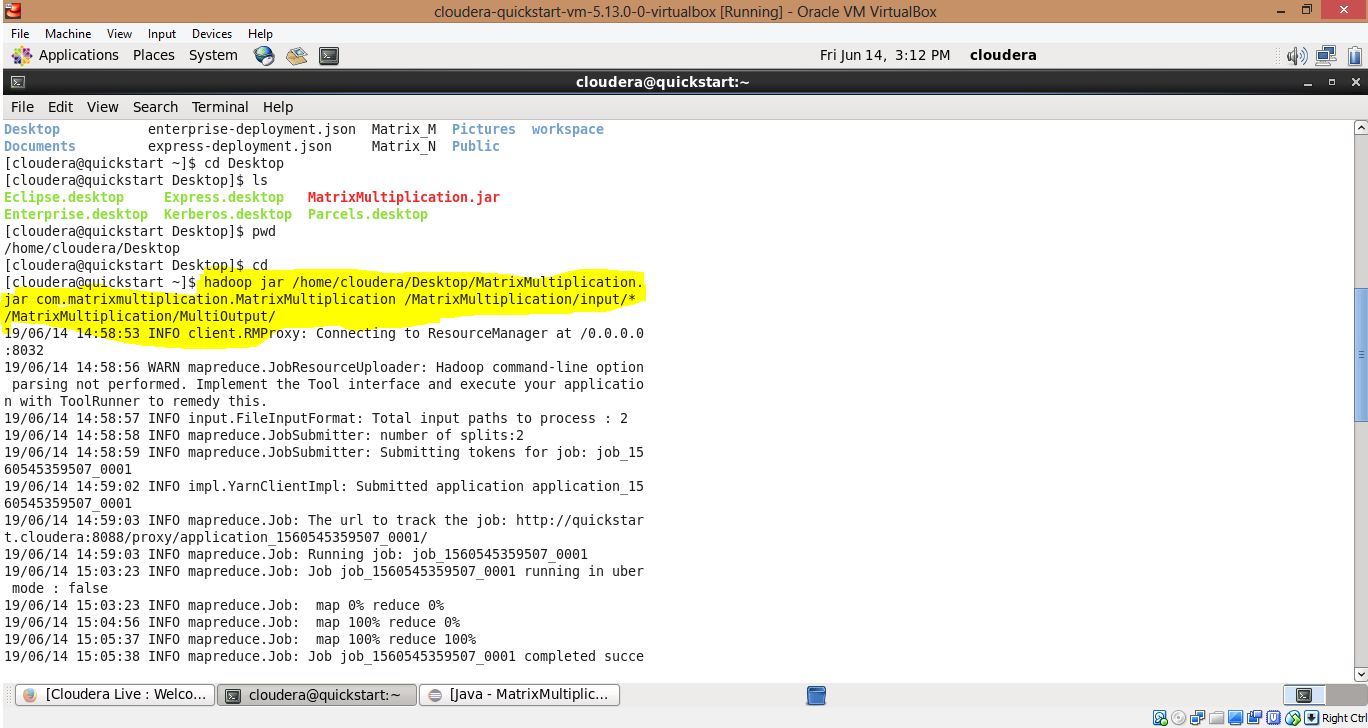 cloudera-quickstart-vm-5.13.0-0-virtualbox [Running] - Oracle VM VirtualBox
File Machine View Input Devices Help
Applications Places System Fri Jun 14, 3:12 PM cloudera
cloudera@quickstart:~
File Edit View Search Terminal Help
Desktop enterprise-deployment.json Matrix_M Pictures workspace
Documents express-deployment.json Matrix_N Public
[cloudera@quickstart ~]$ cd Desktop
[cloudera@quickstart Desktop]$ ls
Eclipse.desktop Express.desktop MatrixMultiplication.jar
Enterprise.desktop Kerberos.desktop Parcels.desktop
[cloudera@quickstart Desktop]$ pwd
/home/cloudera/Desktop
[cloudera@quickstart Desktop]$ cd
[cloudera@quickstart ~]$ hadoop jar /home/cloudera/Desktop/MatrixMultiplication.
jar com.matrixmultiplication.MatrixMultiplication /MatrixMultiplication/input/*
/MatrixMultiplication/MultiOutput/
19/06/14 14:58:53 INFO client.RMProxy: Connecting to ResourceManager at /0.0.0.0
:8032
19/06/14 14:58:56 WARN mapreduce.JobResourceUploader: Hadoop command-line option
parsing not performed. Implement the Tool interface and execute your applicatio
n with ToolRunner to remedy this.
19/06/14 14:58:57 INFO input.FileInputFormat: Total input paths to process : 2
19/06/14 14:58:58 INFO mapreduce.JobSubmitter: number of splits:2
19/06/14 14:58:59 INFO mapreduce.JobSubmitter: Submitting tokens for job: job_15
60545359507_0001
19/06/14 14:59:02 INFO impl.YarnClientImpl: Submitted application application_15
60545359507_0001
19/06/14 14:59:03 INFO mapreduce.Job: The url to track the job: http://quickstar
t.cloudera:8088/proxy/application_1560545359507_0001/
19/06/14 14:59:03 INFO mapreduce.Job: Running job: job_1560545359507_0001
19/06/14 15:03:23 INFO mapreduce.Job: Job job_1560545359507_0001 running in uber
mode : false
19/06/14 15:03:23 INFO mapreduce.Job:  map 0% reduce 0%
19/06/14 15:04:56 INFO mapreduce.Job:  map 100% reduce 0%
19/06/14 15:05:37 INFO mapreduce.Job:  map 100% reduce 100%
19/06/14 15:05:38 INFO mapreduce.Job: Job job_1560545359507_0001 completed succe
[Cloudera Live : Welco... cloudera@quickstart:~ [Java - MatrixMultiplic...
Right Ctrl